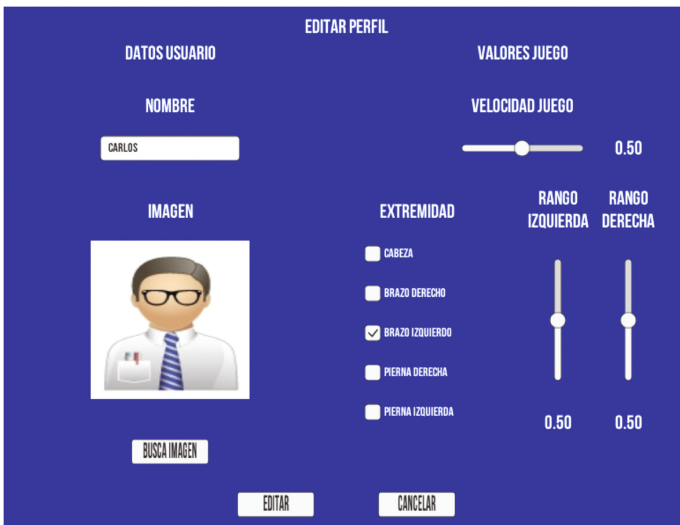 EDITAR PERFIL
DATOS USUARIO
VALORES JUEGO
NOMBRE
VELOCIDAD JUEGO
CARLOS
0.50
IMAGEN
EXTREMIDAD
RANGO
IZQUIERDA
RANGO
DERECHA
CABEZA
BRAZO DERECHO
BRAZO IZQUIERDO
PIERNA DERECHA
PIERNA IZQUIERDA
0.50
0.50
BUSCA IMAGEN
EDITAR
CANCELAR